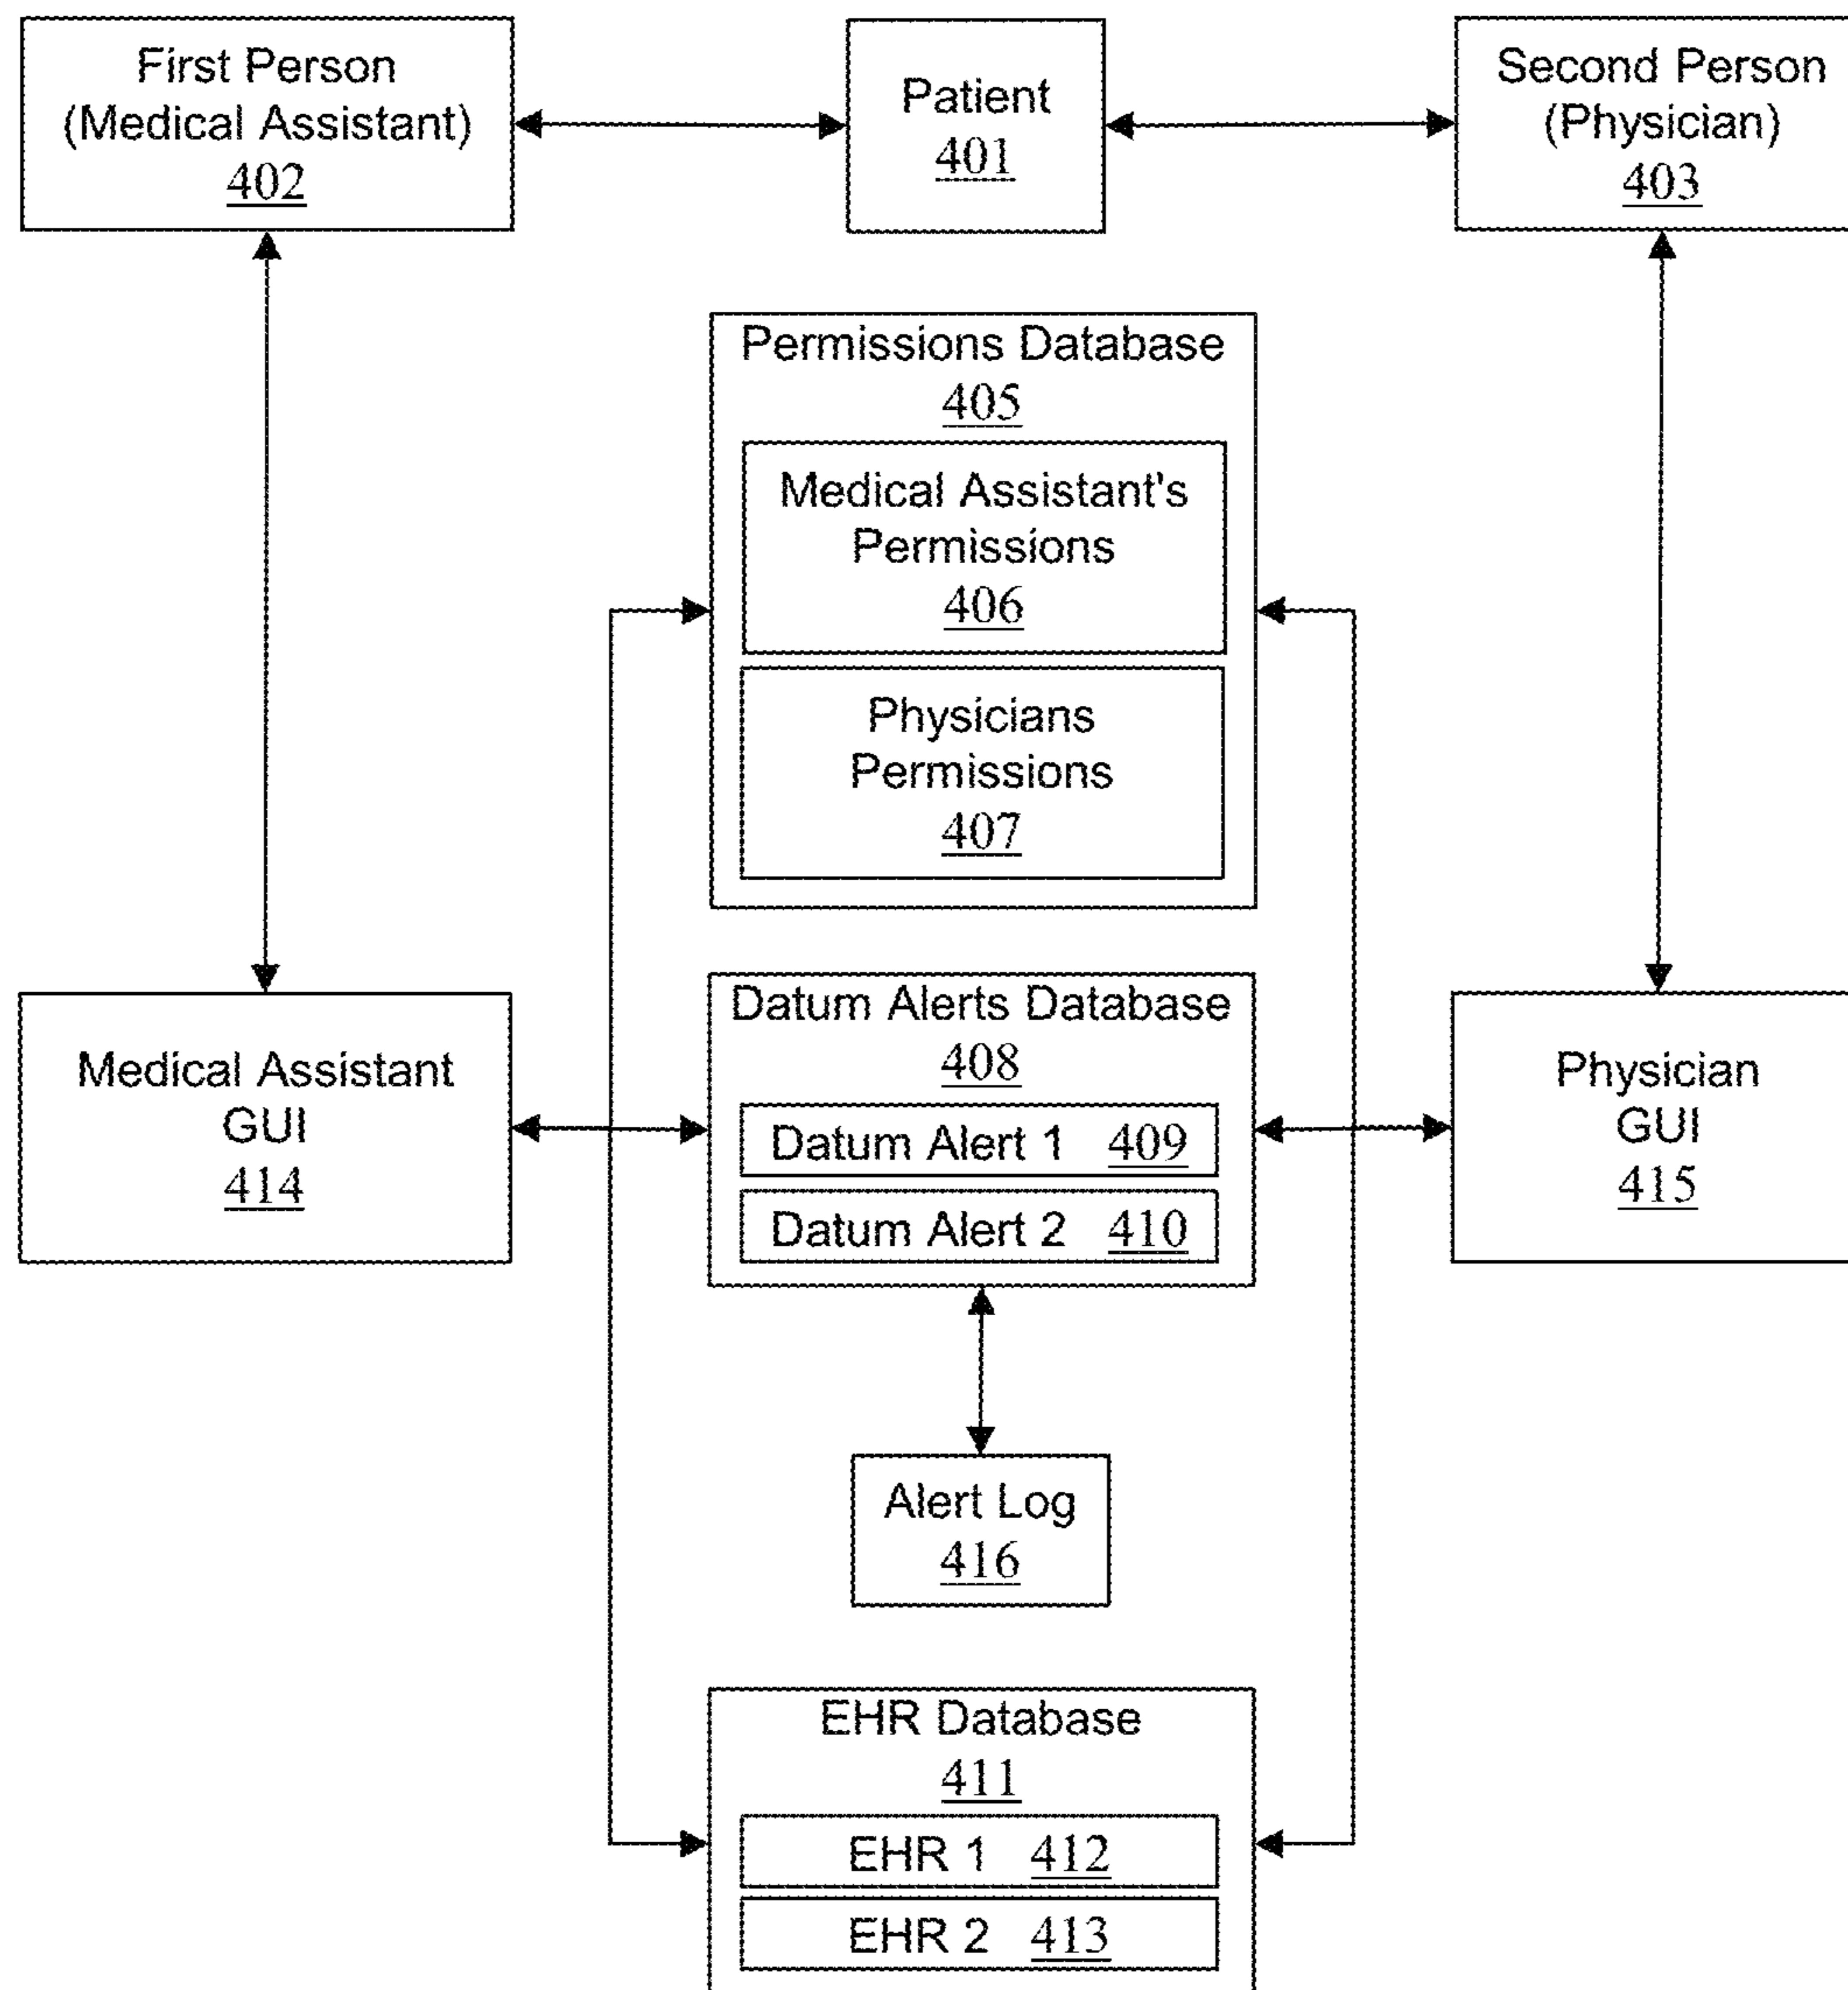 First Person
(Medical Assistant)
402
Patient
401
Second Person
(Physician)
403
Permissions Database
405
Medical Assistant's
Permissions
406
Physicians
Permissions
407
Medical Assistant
GUI
414
Datum Alerts Database
408
Datum Alert 1 409
Datum Alert 2 410
Physician
GUI
415
Alert Log
416
EHR Database
411
EHR 1 412
EHR 2 413